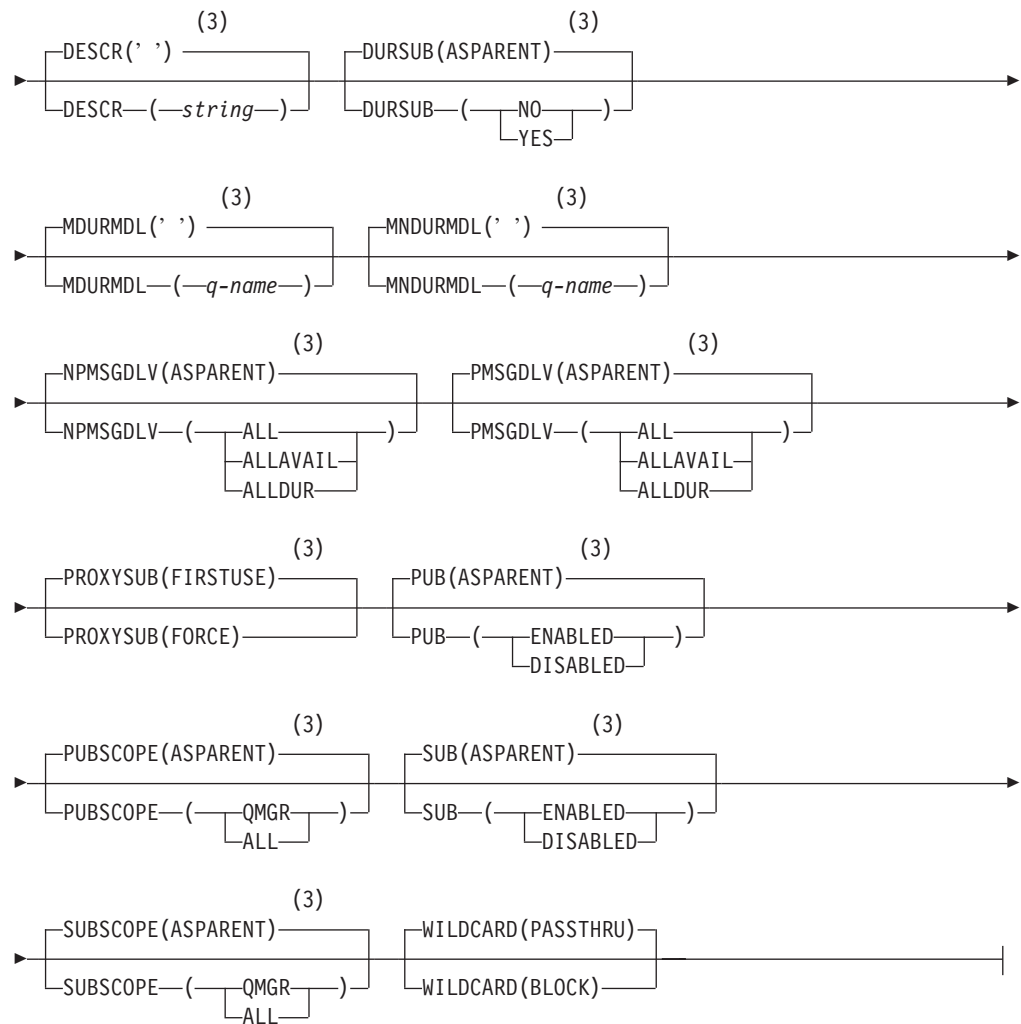 (3) (3)
DESCR(’ ’) DURSUB(ASPARENT)
DESCR ( string ) DURSUB ( NO )
YES
(3) (3)
MDURMDL(’ ’) MNDURMDL(’ ’)
MDURMDL ( q-name ) MNDURMDL ( q-name )
(3) (3)
NPMSGDLV(ASPARENT) PMSGDLV(ASPARENT)
NPMSGDLV ( ALL ) PMSGDLV ( ALL )
ALLAVAIL ALLAVAIL
ALLDUR ALLDUR
(3) (3)
PROXYSUB(FIRSTUSE) PUB(ASPARENT)
PROXYSUB(FORCE) PUB ( ENABLED )
DISABLED
(3) (3)
PUBSCOPE(ASPARENT) SUB(ASPARENT)
PUBSCOPE ( QMGR ) SUB ( ENABLED )
ALL DISABLED
(3)
SUBSCOPE(ASPARENT) WILDCARD(PASSTHRU)
SUBSCOPE ( QMGR ) WILDCARD(BLOCK)
ALL